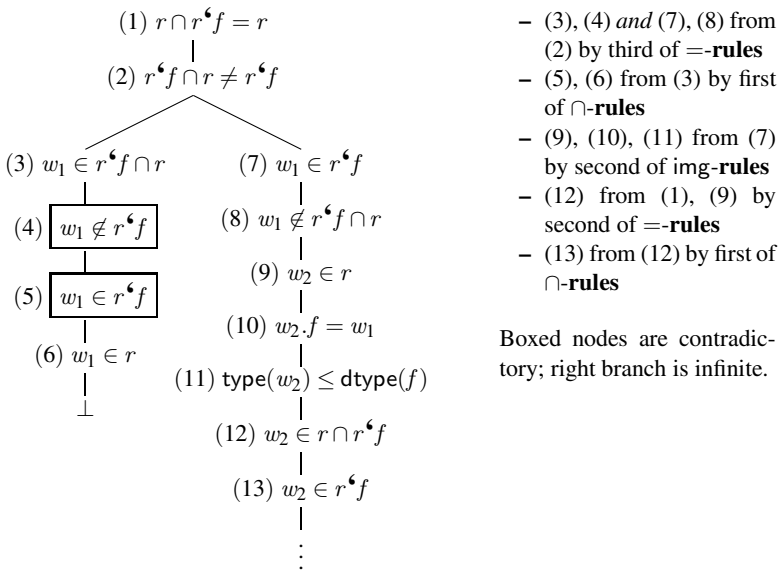 (1) r ∩ r‘f = r
(2) r‘f ∩ r ≠ r‘f
(3) w₁ ∈ r‘f ∩ r
(7) w₁ ∈ r‘f
(4) w₁ ∉ r‘f
(8) w₁ ∉ r‘f ∩ r
(5) w₁ ∈ r‘f
(9) w₂ ∈ r
(6) w₁ ∈ r
(10) w₂.f = w₁
⊥
(11) type(w₂) ≤ dtype(f)
(12) w₂ ∈ r ∩ r‘f
(13) w₂ ∈ r‘f
⋮
– (3), (4) and (7), (8) from
(2) by third of =-rules
– (5), (6) from (3) by first
of ∩-rules
– (9), (10), (11) from (7)
by second of img-rules
– (12) from (1), (9) by
second of =-rules
– (13) from (12) by first of
∩-rules
Boxed nodes are contradic-
tory; right branch is infinite.